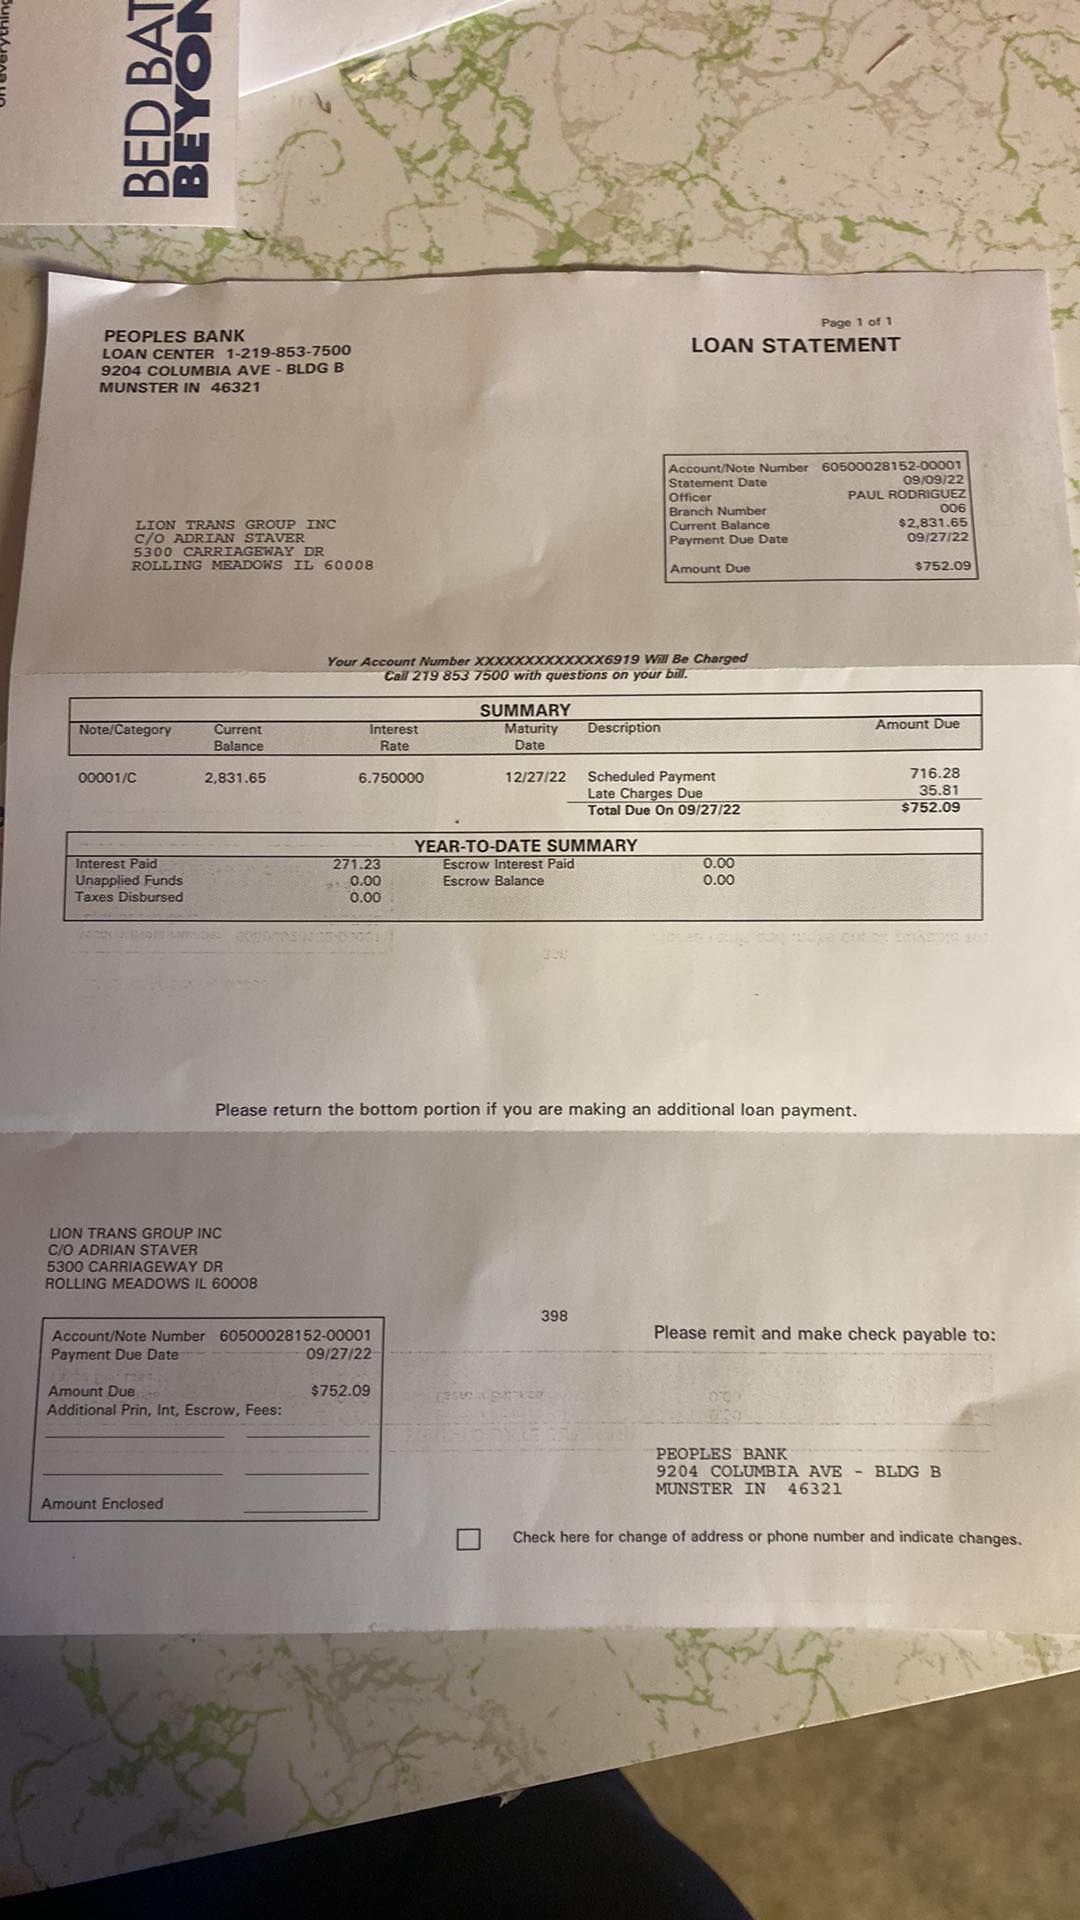 on everything
BED BAT
BEYON
Page 1 of 1
PEOPLES BANK
LOAN CENTER 1-219-853-7500
9204 COLUMBIA AVE - BLDG B
MUNSTER IN 46321
LOAN STATEMENT
Account/Note Number 60500028152-00001
Statement Date 09/09/22
Officer PAUL RODRIGUEZ
Branch Number 006
Current Balance $2,831.65
Payment Due Date 09/27/22
Amount Due $752.09
LION TRANS GROUP INC
C/O ADRIAN STAVER
5300 CARRIAGEWAY DR
ROLLING MEADOWS IL 60008
Your Account Number XXXXXXXXXXXXX6919 Will Be Charged
Call 219 853 7500 with questions on your bill.
SUMMARY
Note/Category Current Balance Interest Rate Maturity Date Description Amount Due
00001/C 2,831.65 6.750000 12/27/22 Scheduled Payment 716.28
Late Charges Due 35.81
Total Due On 09/27/22 $752.09
YEAR-TO-DATE SUMMARY
Interest Paid 271.23 Escrow Interest Paid 0.00
Unapplied Funds 0.00 Escrow Balance 0.00
Taxes Disbursed 0.00
Please return the bottom portion if you are making an additional loan payment.
LION TRANS GROUP INC
C/O ADRIAN STAVER
5300 CARRIAGEWAY DR
ROLLING MEADOWS IL 60008
398
Please remit and make check payable to:
Account/Note Number 60500028152-00001
Payment Due Date 09/27/22
Amount Due $752.09
Additional Prin, Int, Escrow, Fees:
Amount Enclosed
PEOPLES BANK
9204 COLUMBIA AVE - BLDG B
MUNSTER IN 46321
Check here for change of address or phone number and indicate changes.